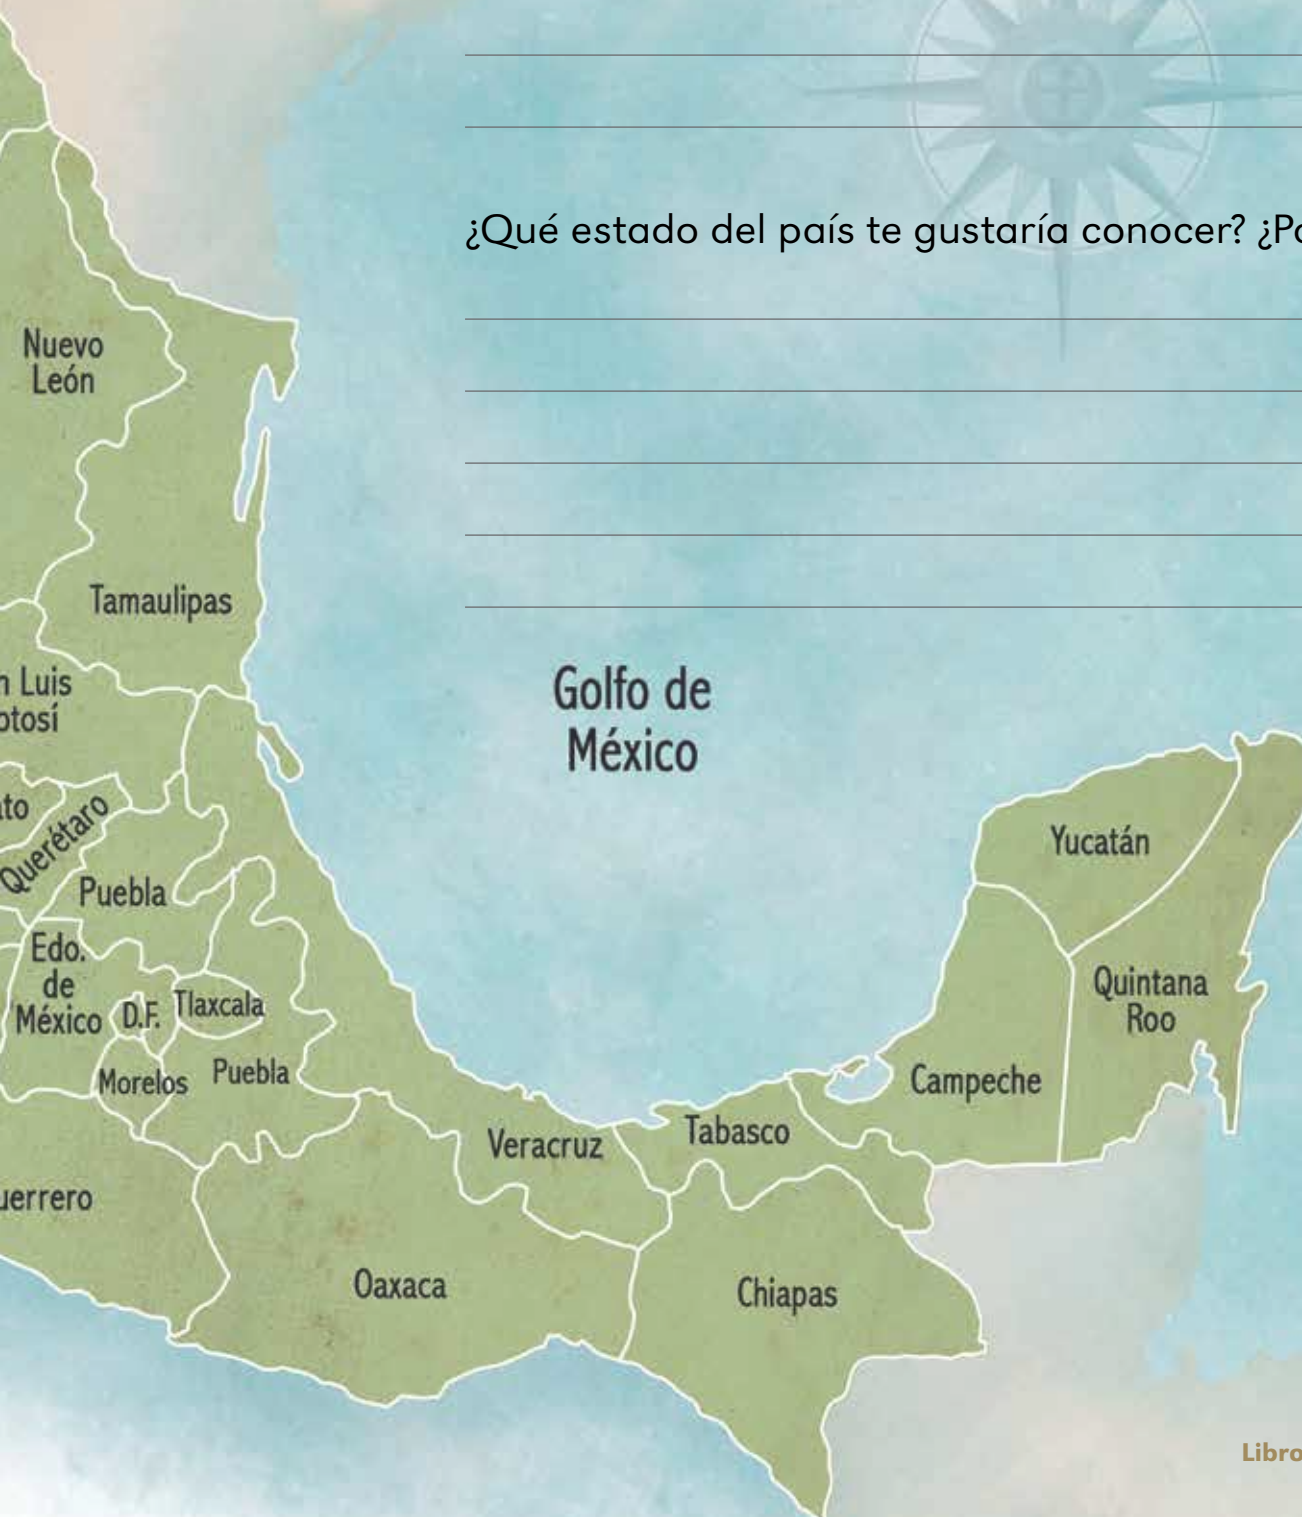 ¿Qué estado del país te gustaría conocer? ¿Po
Nuevo
León
Tamaulipas
n Luis
otosí
Golfo de
México
ato
Querétaro
Puebla
Yucatán
Edo.
de
México
D.F.
Tlaxcala
Quintana
Roo
Morelos
Puebla
Campeche
Veracruz
Tabasco
uerrero
Oaxaca
Chiapas
Libro